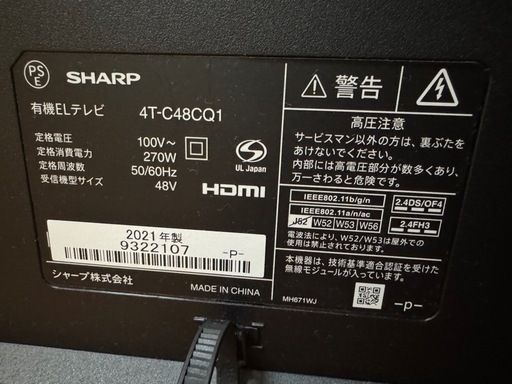 PS
E
SHARP
有機ELテレビ 4T-C48CQ1
定格電圧 100V~
定格消費電力 270W
定格周波数 50/60Hz
受信機型サイズ 48V
UL Japan
HDMI
2021年製
9322107 -P-
シャープ株式会社
MADE IN CHINA
警告
高圧注意
サービスマン以外の方は、裏ぶたを
あけないでください。
内部には高電圧部分が数多くあり、
万一さわると危険です。
IEEE802.11b/g/n
IEEE802.11a/n/ac
J52 W52 W53 W56
2.4DS/OF4
2.4FH3
電波法により、W52/W53は屋外での
使用が禁止されています。
本機器は、技術基準適合認証を受けた
無線モジュールが入っています。
MH671WJ
-P-